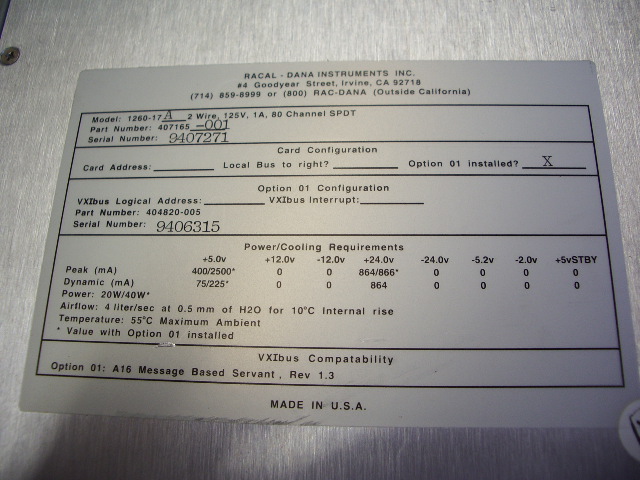 RACAL - DANA INSTRUMENTS INC.
#4 Goodyear Street, Irvine, CA 92718
(714) 859-8999 or (800) RAC-DANA (Outside California)
Model: 1260-17A 2 Wire, 125V, 1A, 80 Channel SPDT
Part Number: 407165-001
Serial Number: 9407271
Card Configuration
Card Address: Local Bus to right? Option 01 installed? X
Option 01 Configuration
VXIbus Logical Address: VXIbus Interrupt:
Part Number: 404820-005
Serial Number: 9406315
Power/Cooling Requirements
+5.0v +12.0v -12.0v +24.0v -24.0v -5.2v -2.0v +5vSTBY
Peak (mA) 400/2500* 0 0 864/866* 0 0 0 0
Dynamic (mA) 75/225* 0 0 864 0 0 0 0
Power: 20W/40W*
Airflow: 4 liter/sec at 0.5 mm of H2O for 10°C Internal rise
Temperature: 55°C Maximum Ambient
* Value with Option 01 installed
VXIbus Compatability
Option 01: A16 Message Based Servant, Rev 1.3
MADE IN U.S.A.